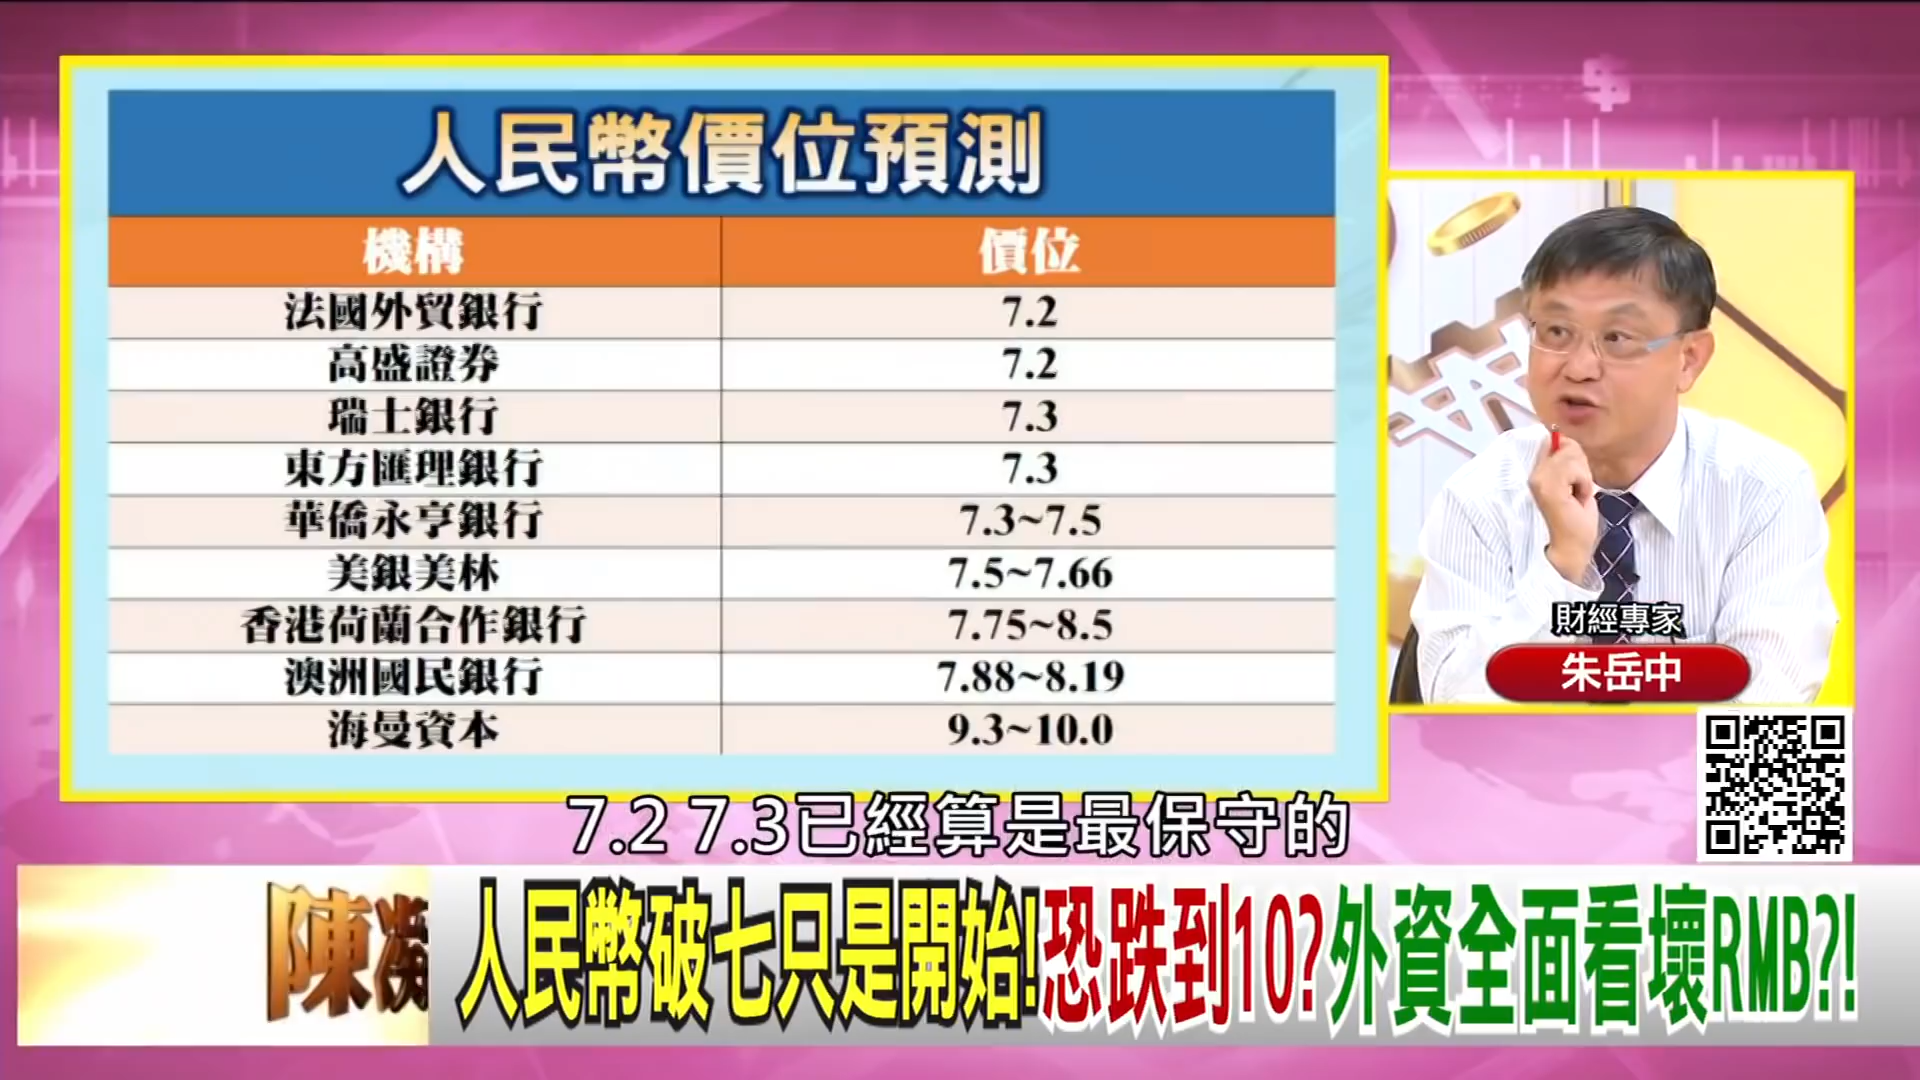 人民幣價位預測
機構 價位
法國外貿銀行 7.2
高盛證券 7.2
瑞士銀行 7.3
東方匯理銀行 7.3
華僑永亨銀行 7.3~7.5
美銀美林 7.5~7.66
香港荷蘭合作銀行 7.75~8.5
澳洲國民銀行 7.88~8.19
海曼資本 9.3~10.0
財經專家
朱岳中
7.2 7.3已經算是最保守的
陳凝
人民幣破七只是開始!恐跌到10?外資全面看壞RMB?!